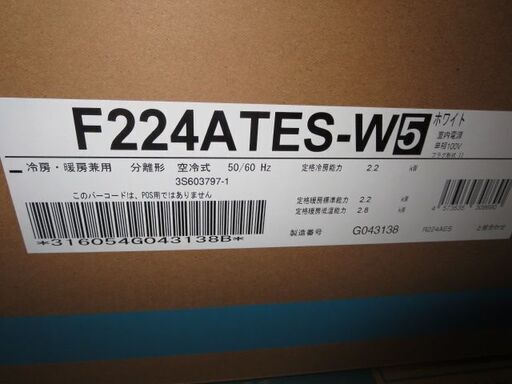 F224ATES-W5
ホワイト
室内電源
単相100V
冷房・暖房兼用 分離形 空冷式 50/60 Hz
3S603797-1
このバーコードは、POS用ではありません
*316054G043138B*
定格冷房能力 2.2 kW
定格暖房標準能力 2.2 kW
定格暖房低温能力 2.8 kW
製造番号 G043138
R224AES